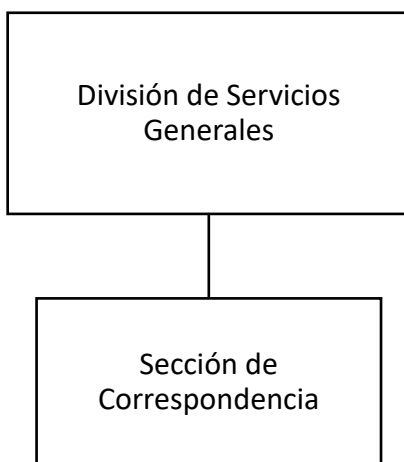 División de Servicios
Generales
Sección de
Correspondencia